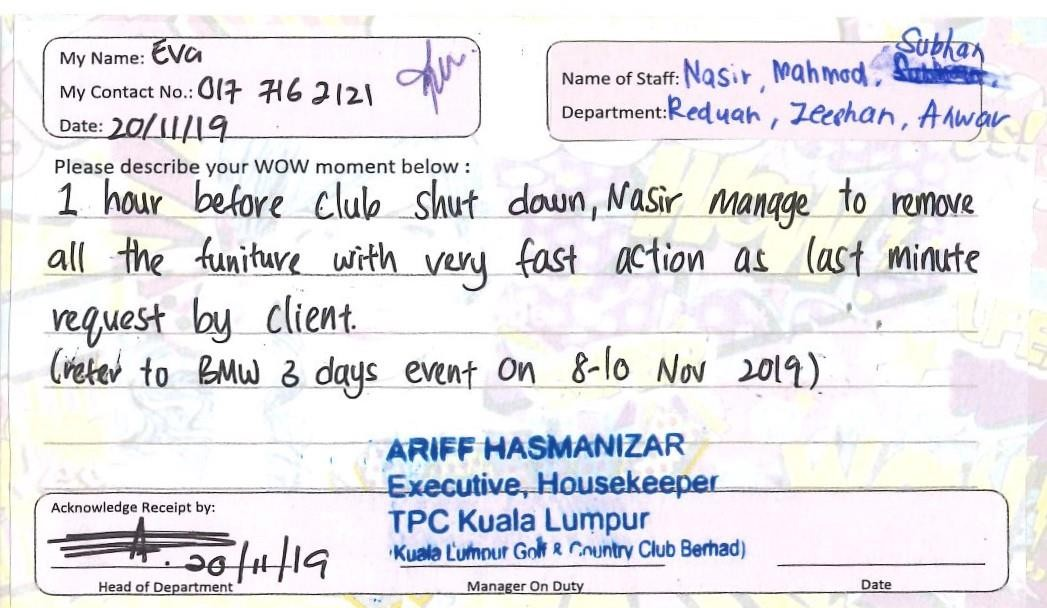 My Name: Eva
My Contact No.: 017 716 2121
Date: 20/11/19
Subhan
Name of Staff: Nasir, Mahmod,
Department: Reduan, Zeeshan, Anwar
Please describe your WOW moment below :
1 hour before club shut down, Nasir manage to remove
all the funiture with very fast action as last minute
request by client.
(refer to BMW 3 days event on 8-10 Nov 2019)
ARIFF HASMANIZAR
Executive, Housekeeper
TPC Kuala Lumpur
(Kuala Lumpur Golf & Country Club Berhad)
Acknowledge Receipt by:
20/11/19
Head of Department
Manager On Duty
Date